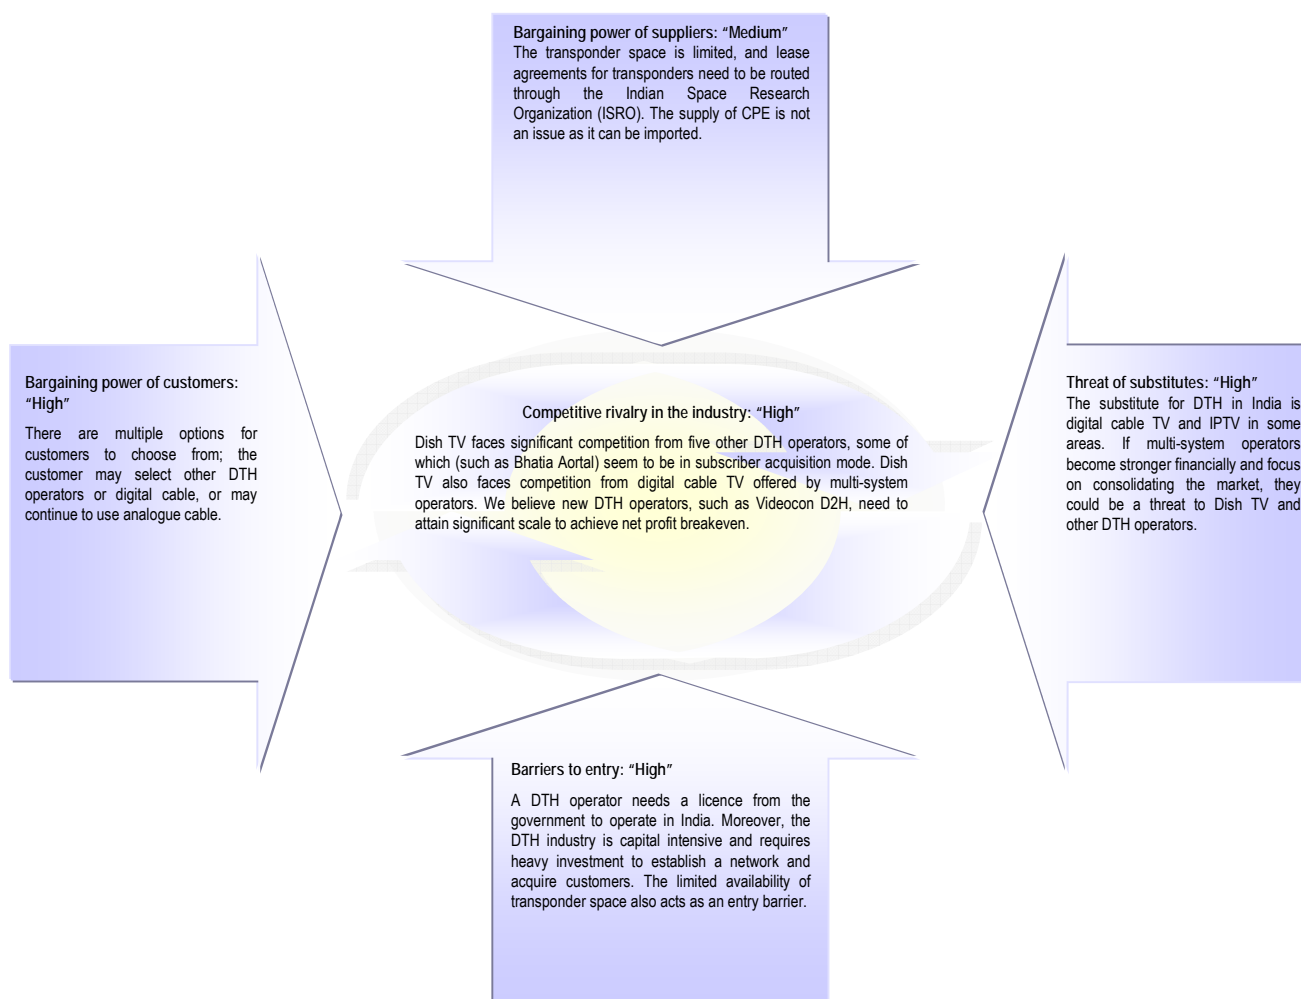 Bargaining power of suppliers: “Medium”
The transponder space is limited, and lease
agreements for transponders need to be routed
through the Indian Space Research
Organization (ISRO). The supply of CPE is not
an issue as it can be imported.
Bargaining power of customers:
“High”
There are multiple options for
customers to choose from; the
customer may select other DTH
operators or digital cable, or may
continue to use analogue cable.
Competitive rivalry in the industry: “High”
Dish TV faces significant competition from five other DTH operators, some of
which (such as Bhatia Aortal) seem to be in subscriber acquisition mode. Dish
TV also faces competition from digital cable TV offered by multi-system
operators. We believe new DTH operators, such as Videocon D2H, need to
attain significant scale to achieve net profit breakeven.
Threat of substitutes: “High”
The substitute for DTH in India is
digital cable TV and IPTV in some
areas. If multi-system operators
become stronger financially and focus
on consolidating the market, they
could be a threat to Dish TV and
other DTH operators.
Barriers to entry: “High”
A DTH operator needs a licence from the
government to operate in India. Moreover, the
DTH industry is capital intensive and requires
heavy investment to establish a network and
acquire customers. The limited availability of
transponder space also acts as an entry barrier.